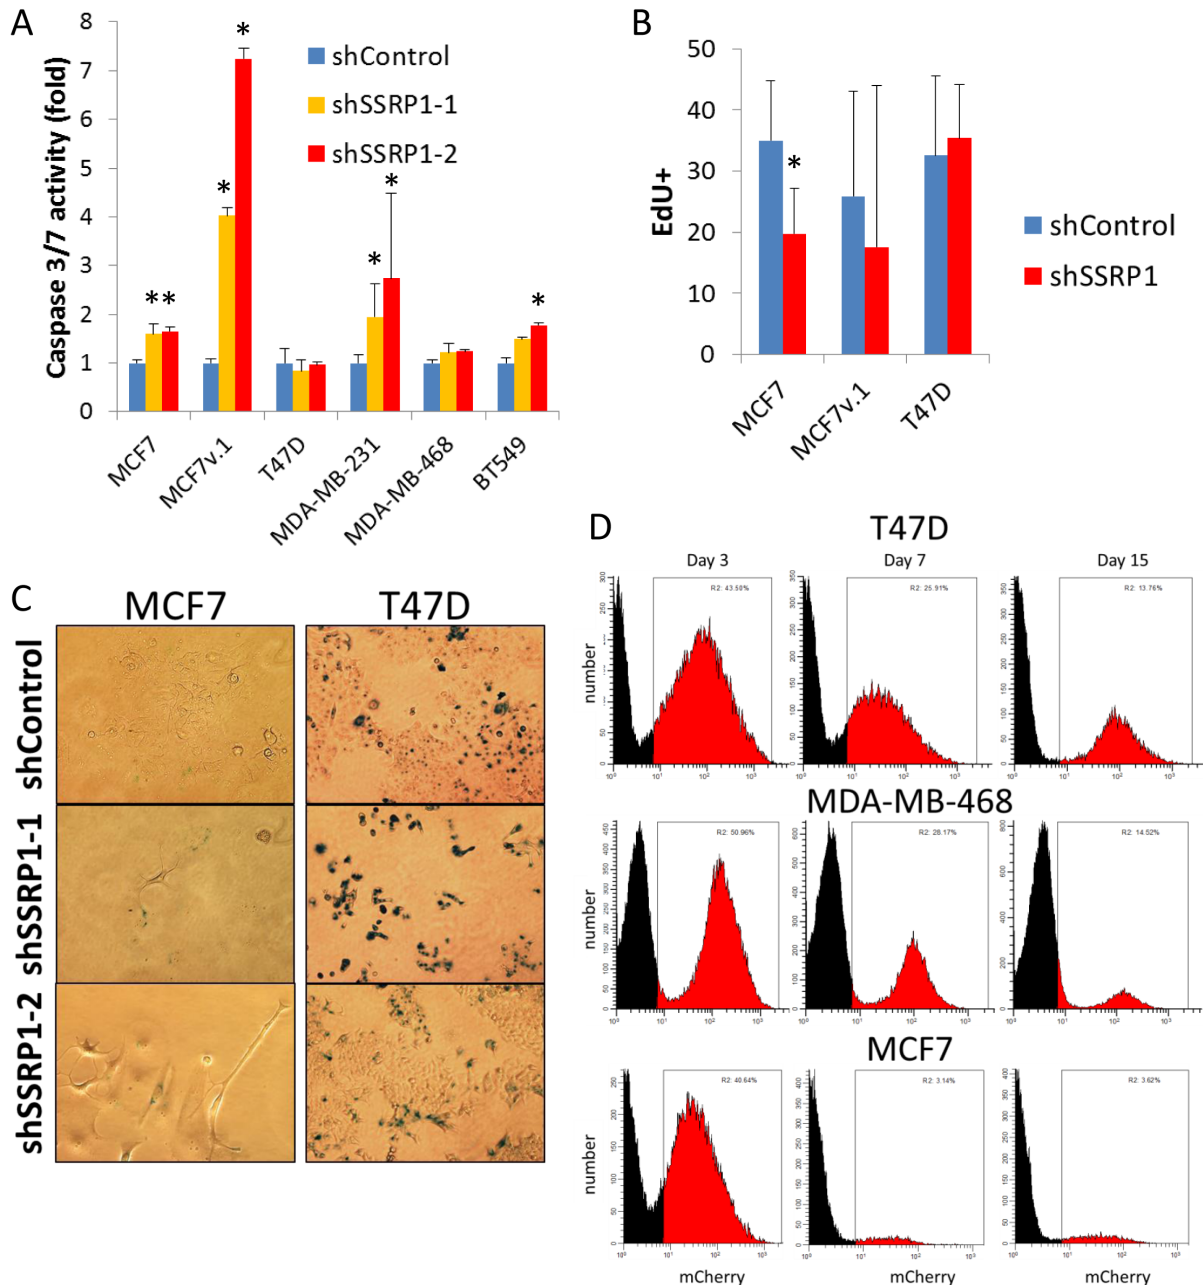 A
Caspase 3/7 activity (fold)
8
7
6
5
4
3
2
1
0
*
*
* *
*
*
*
shControl
shSSRP1-1
shSSRP1-2
MCF7
MCF7v.1
T47D
MDA-MB-231
MDA-MB-468
BT549
B
EdU+
50
40
30
20
10
0
*
shControl
shSSRP1
MCF7
MCF7v.1
T47D
C
MCF7 T47D
shControl
shSSRP1-1
shSSRP1-2
D
T47D
Day 3 Day 7 Day 15
number
R2: 43.50%
R2: 25.91%
R2: 13.76%
MDA-MB-468
number
R2: 50.96%
R2: 28.17%
R2: 14.52%
MCF7
number
R2: 40.64%
R2: 3.14%
R2: 3.62%
mCherry mCherry mCherry